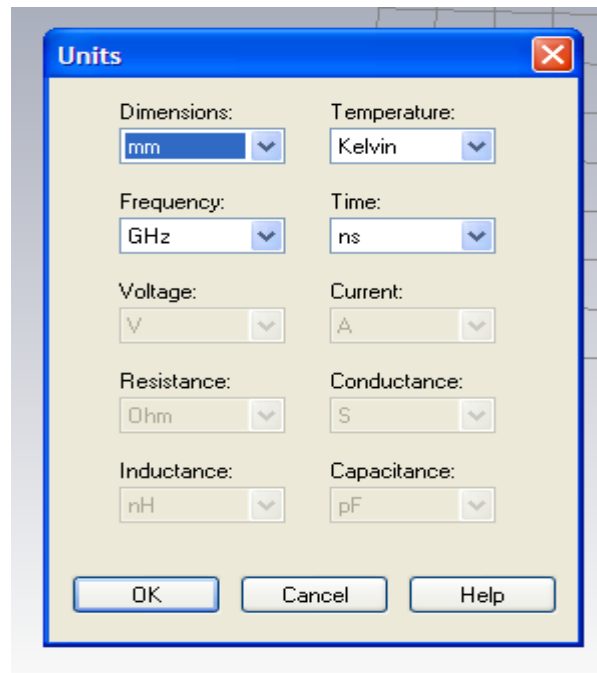 Units
Dimensions: Temperature:
mm Kelvin
Frequency: Time:
GHz ns
Voltage: Current:
V A
Resistance: Conductance:
Ohm S
Inductance: Capacitance:
nH pF
OK Cancel Help